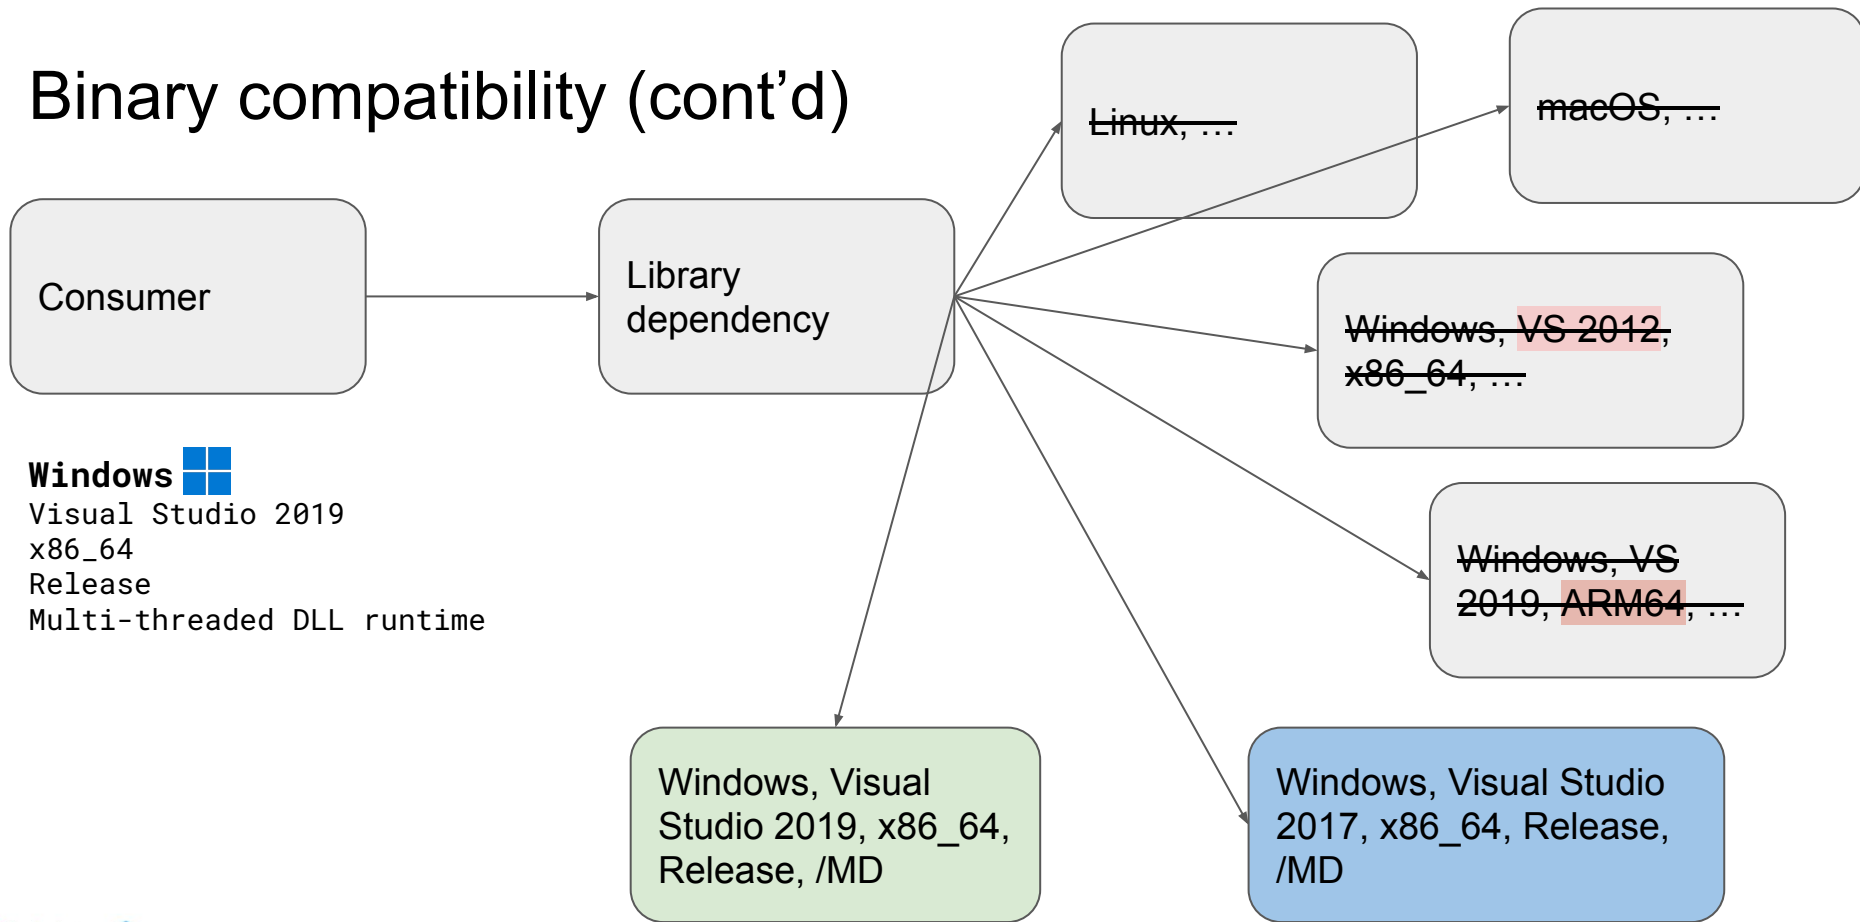 Binary compatibility (cont’d)
Linux, …
macOS, …
Consumer
Library
dependency
Windows, VS 2012,
x86_64, …
Windows
Visual Studio 2019
x86_64
Release
Multi-threaded DLL runtime
Windows, VS
2019, ARM64, …
Windows, Visual
Studio 2019, x86_64,
Release, /MD
Windows, Visual Studio
2017, x86_64, Release,
/MD